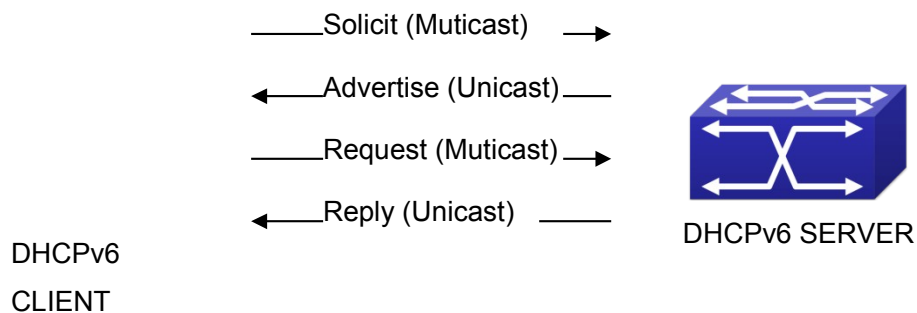 Solicit (Muticast)
Advertise (Unicast)
Request (Muticast)
Reply (Unicast)
DHCPv6 SERVER
DHCPv6
CLIENT